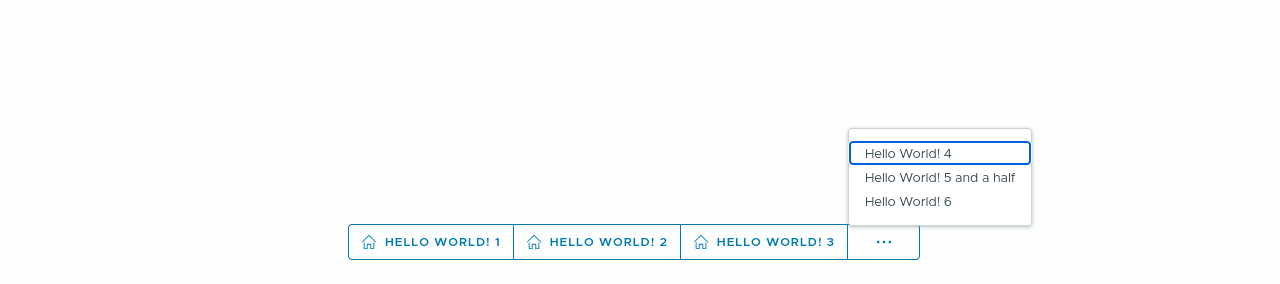 Hello World! 4
Hello World! 5 and a half
Hello World! 6
HELLO WORLD! 1 HELLO WORLD! 2 HELLO WORLD! 3 ...